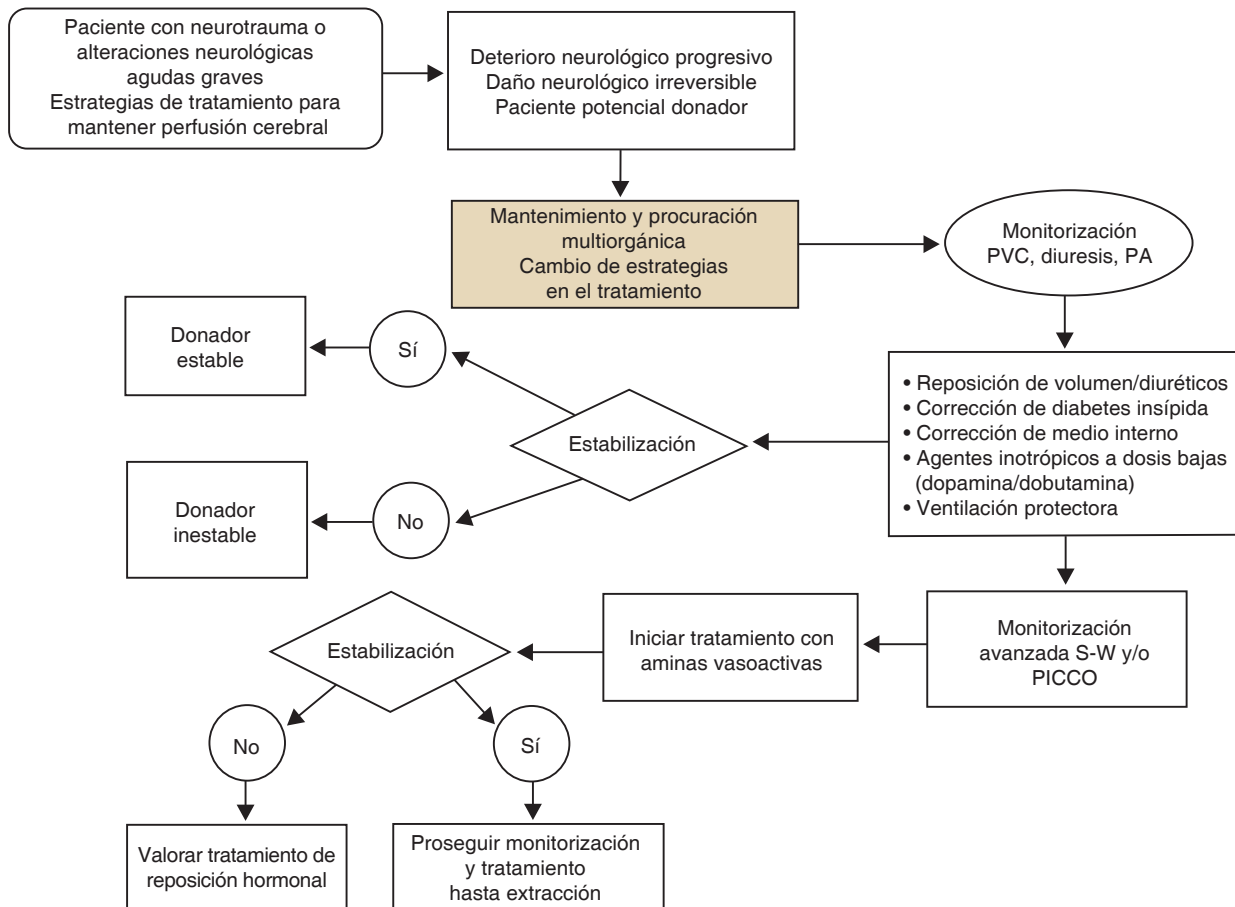 Paciente con neurotrauma o
alteraciones neurológicas
agudas graves
Estrategias de tratamiento para
mantener perfusión cerebral
Deterioro neurológico progresivo
Daño neurológico irreversible
Paciente potencial donador
Mantenimiento y procuración
multiorgánica
Cambio de estrategias
en el tratamiento
Monitorización
PVC, diuresis, PA
• Reposición de volumen/diuréticos
• Corrección de diabetes insípida
• Corrección de medio interno
• Agentes inotrópicos a dosis bajas
(dopamina/dobutamina)
• Ventilación protectora
Estabilización
Sí
Donador
estable
No
Donador
inestable
Monitorización
avanzada S-W y/o
PICCO
Iniciar tratamiento con
aminas vasoactivas
Estabilización
No
Sí
Valorar tratamiento de
reposición hormonal
Proseguir monitorización
y tratamiento
hasta extracción